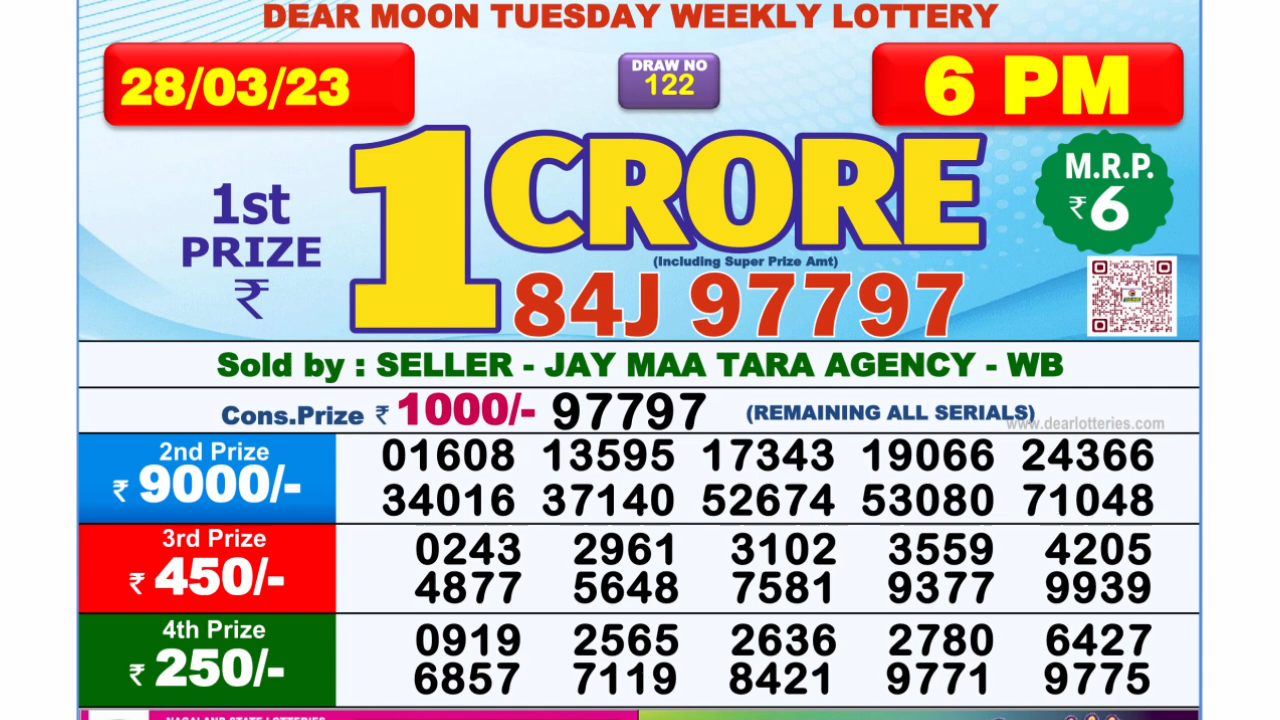 DEAR MOON TUESDAY WEEKLY LOTTERY
28/03/23
DRAW NO
122
6 PM
1st
PRIZE
₹
1 CRORE
(Including Super Prize Amt)
84J 97797
M.R.P.
₹6
Sold by : SELLER - JAY MAA TARA AGENCY - WB
Cons.Prize ₹ 1000/- 97797 (REMAINING ALL SERIALS)
www.dearlotteries.com
2nd Prize
₹ 9000/-
01608 13595 17343 19066 24366
34016 37140 52674 53080 71048
3rd Prize
₹ 450/-
0243 2961 3102 3559 4205
4877 5648 7581 9377 9939
4th Prize
₹ 250/-
0919 2565 2636 2780 6427
6857 7119 8421 9771 9775
NAGALAND STATE LOTTERIES